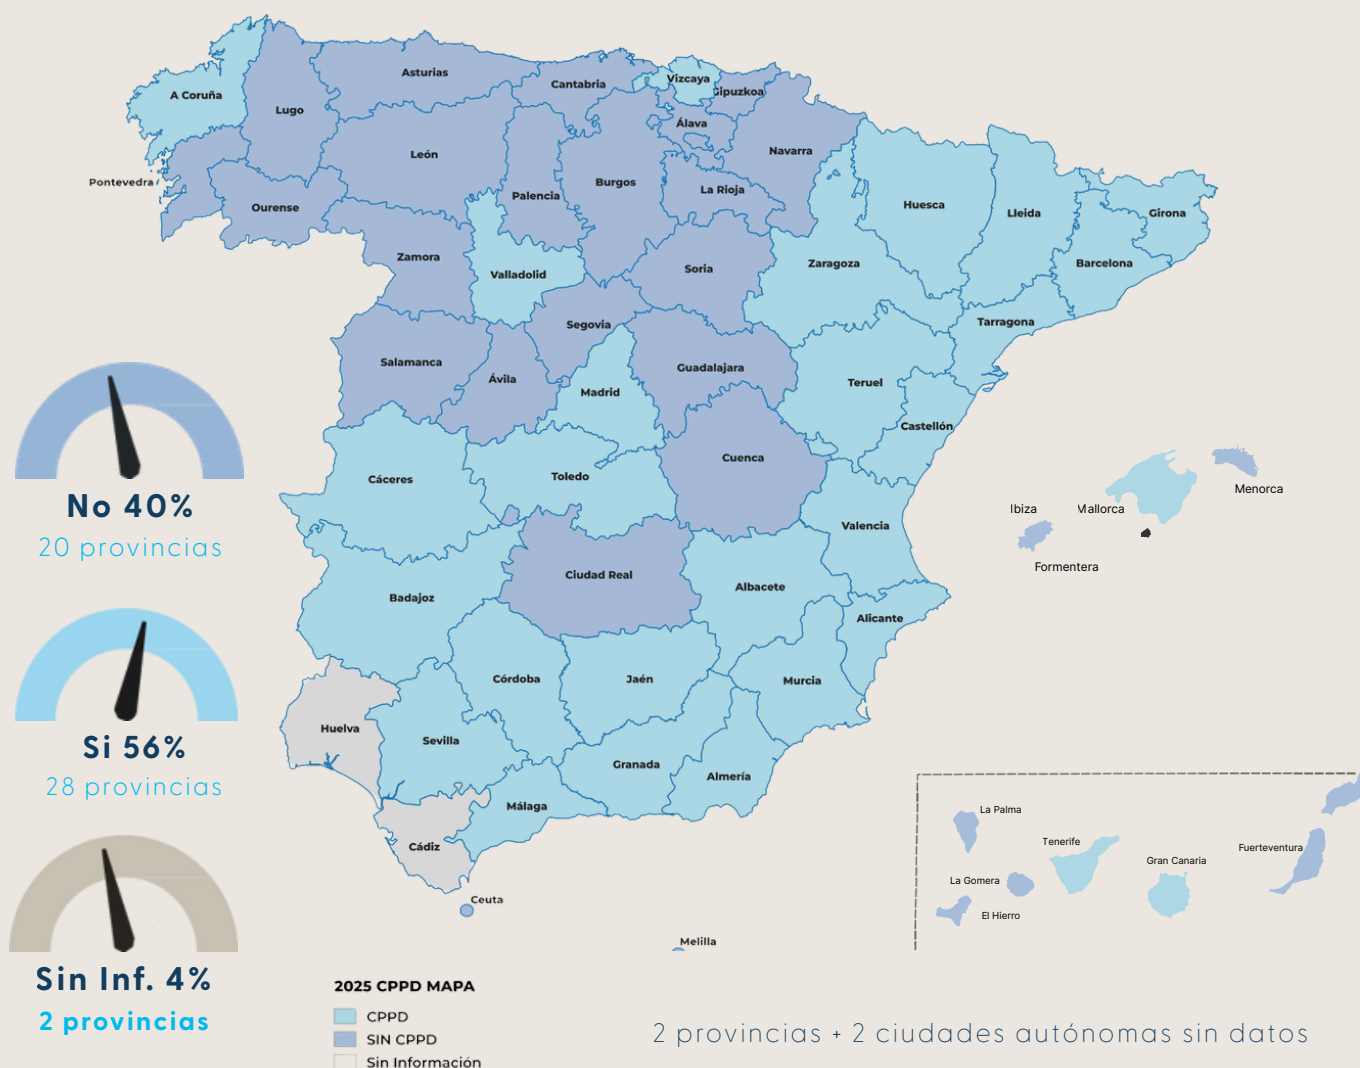 Asturias
Cantabria
Vizcaya
Gipuzkoa
A Coruña
Lugo
Álava
León
Navarra
Pontevedra
Palencia
Burgos
La Rioja
Ourense
Huesca
Lleida
Girona
Zamora
Valladolid
Soria
Zaragoza
Barcelona
Segovia
Tarragona
Salamanca
Ávila
Guadalajara
Madrid
Teruel
Castellón
Cáceres
Toledo
Cuenca
Valencia
Menorca
Ibiza
Mallorca
Formentera
Ciudad Real
Badajoz
Albacete
Alicante
Córdoba
Jaén
Murcia
Huelva
Sevilla
Granada
Almería
Málaga
Cádiz
Ceuta
Melilla
La Palma
Tenerife
Gran Canaria
Fuerteventura
La Gomera
El Hierro
No 40%
20 provincias
Si 56%
28 provincias
Sin Inf. 4%
2 provincias
2025 CPPD MAPA
CPPD
SIN CPPD
Sin Información
2 provincias + 2 ciudades autónomas sin datos